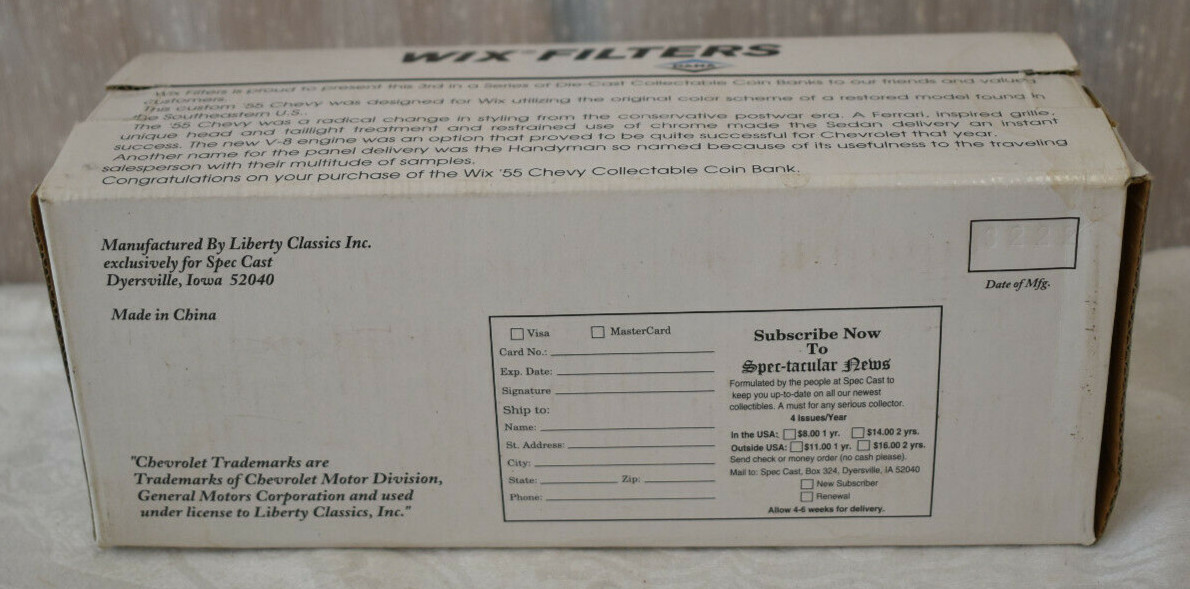 WIX® FILTERS
DANA
Wix Filters is proud to present this 3rd in a Series of Die-Cast Collectable Coin Banks to our friends and valued
customers.
This custom '55 Chevy was designed for Wix utilizing the original color scheme of a restored model found in
the Southeastern U.S..
The '55 Chevy was a radical change in styling from the conservative postwar era. A Ferrari, inspired grille,
unique head and taillight treatment and restrained use of chrome made the Sedan delivery an instant
success. The new V-8 engine was an option that proved to be quite successful for Chevrolet that year.
Another name for the panel delivery was the Handyman so named because of its usefulness to the traveling
salesperson with their multitude of samples.
Congratulations on your purchase of the Wix '55 Chevy Collectable Coin Bank.
Manufactured By Liberty Classics Inc.
exclusively for Spec Cast
Dyersville, Iowa 52040
Made in China
"Chevrolet Trademarks are
Trademarks of Chevrolet Motor Division,
General Motors Corporation and used
under license to Liberty Classics, Inc."
Visa MasterCard
Card No.:
Exp. Date:
Signature
Ship to:
Name:
St. Address:
City:
State: Zip:
Phone:
Subscribe Now
To
Spec-tacular News
Formulated by the people at Spec Cast to
keep you up-to-date on all our newest
collectibles. A must for any serious collector.
4 Issues/Year
In the USA: $8.00 1 yr. $14.00 2 yrs.
Outside USA: $11.00 1 yr. $16.00 2 yrs.
Send check or money order (no cash please).
Mail to: Spec Cast, Box 324, Dyersville, IA 52040
New Subscriber
Renewal
Allow 4-6 weeks for delivery.
Date of Mfg.